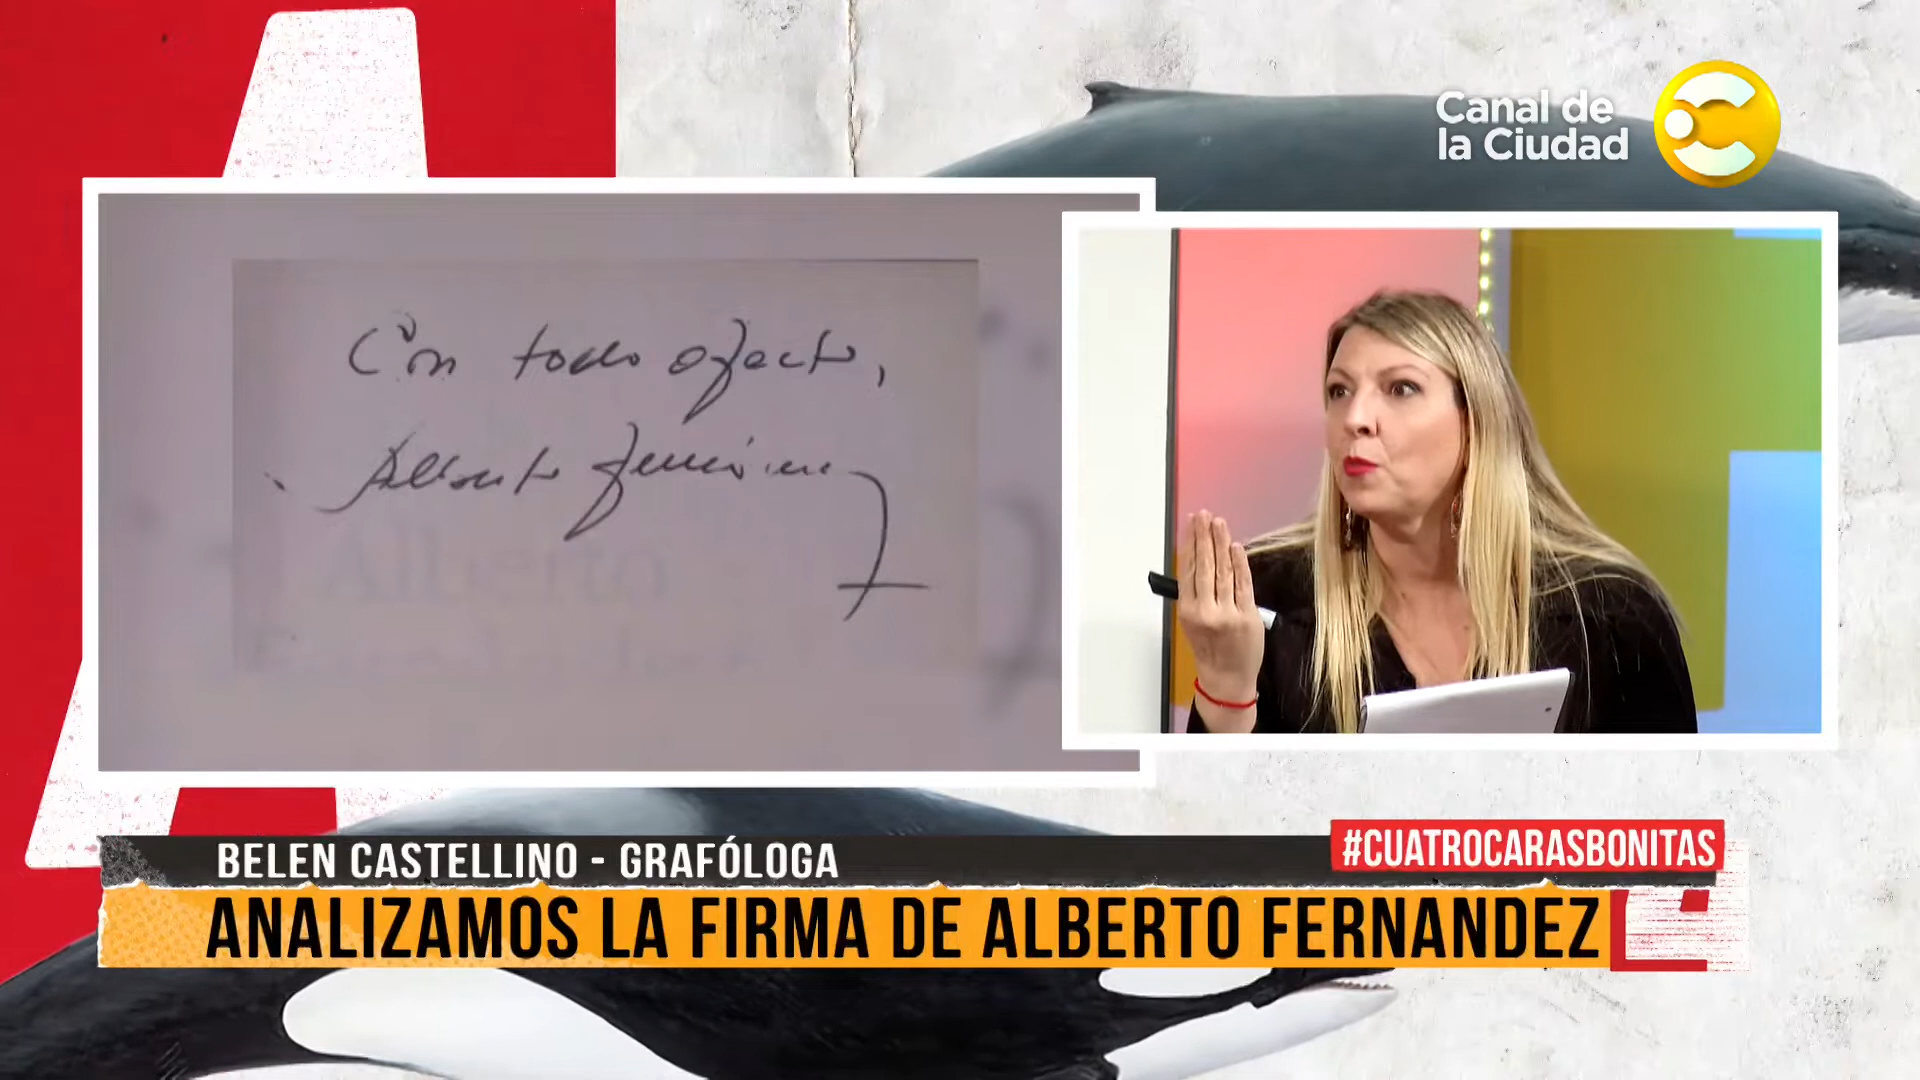 Canal de
la Ciudad
Con todo afecto,
Alberto Fernández
Alberto
BELEN CASTELLINO - GRAFÓLOGA
#CUATROCARASBONITAS
ANALIZAMOS LA FIRMA DE ALBERTO FERNANDEZ